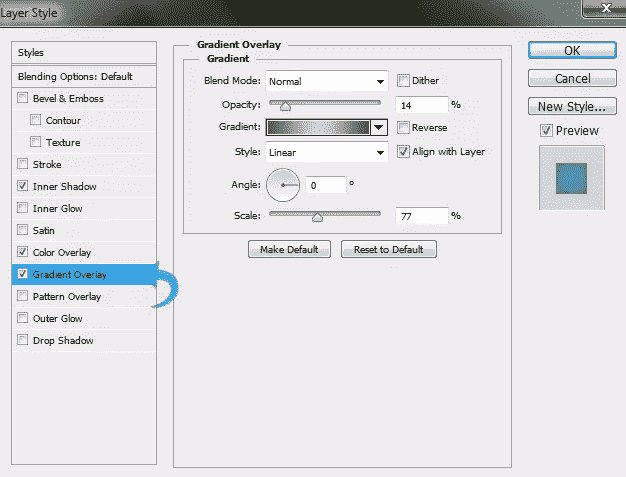 Layer Style
Styles
Blending Options: Default
Bevel & Emboss
Contour
Texture
Stroke
Inner Shadow
Inner Glow
Satin
Color Overlay
Gradient Overlay
Pattern Overlay
Outer Glow
Drop Shadow
Gradient Overlay
Gradient
Blend Mode: Normal Dither
Opacity: 14 %
Gradient: Reverse
Style: Linear Align with Layer
Angle: 0 °
Scale: 77 %
Make Default Reset to Default
OK
Cancel
New Style...
Preview